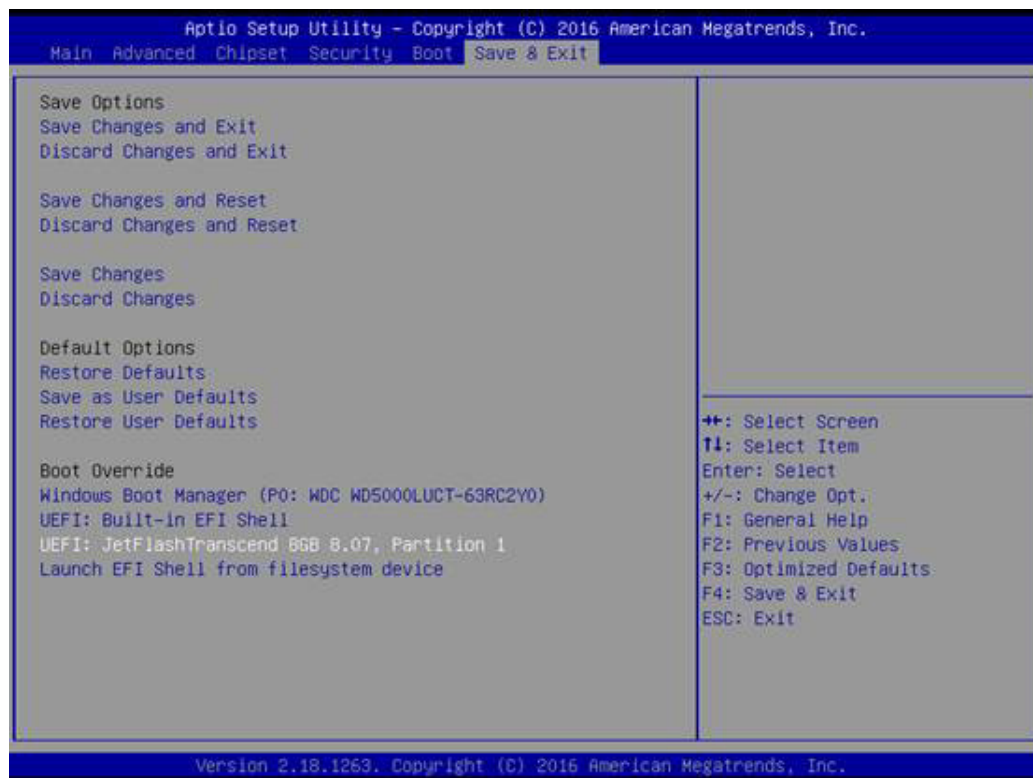 Aptio Setup Utility - Copyright (C) 2016 American Megatrends, Inc.
Main Advanced Chipset Security Boot Save & Exit
Save Options
Save Changes and Exit
Discard Changes and Exit
Save Changes and Reset
Discard Changes and Reset
Save Changes
Discard Changes
Default Options
Restore Defaults
Save as User Defaults
Restore User Defaults
Boot Override
Windows Boot Manager (P0: WDC WD5000LUCT-63RC2Y0)
UEFI: Built-in EFI Shell
UEFI: JetFlashTranscend 8GB 8.07, Partition 1
Launch EFI Shell from filesystem device
→←: Select Screen
↑↓: Select Item
Enter: Select
+/-: Change Opt.
F1: General Help
F2: Previous Values
F3: Optimized Defaults
F4: Save & Exit
ESC: Exit
Version 2.18.1263. Copyright (C) 2016 American Megatrends, Inc.